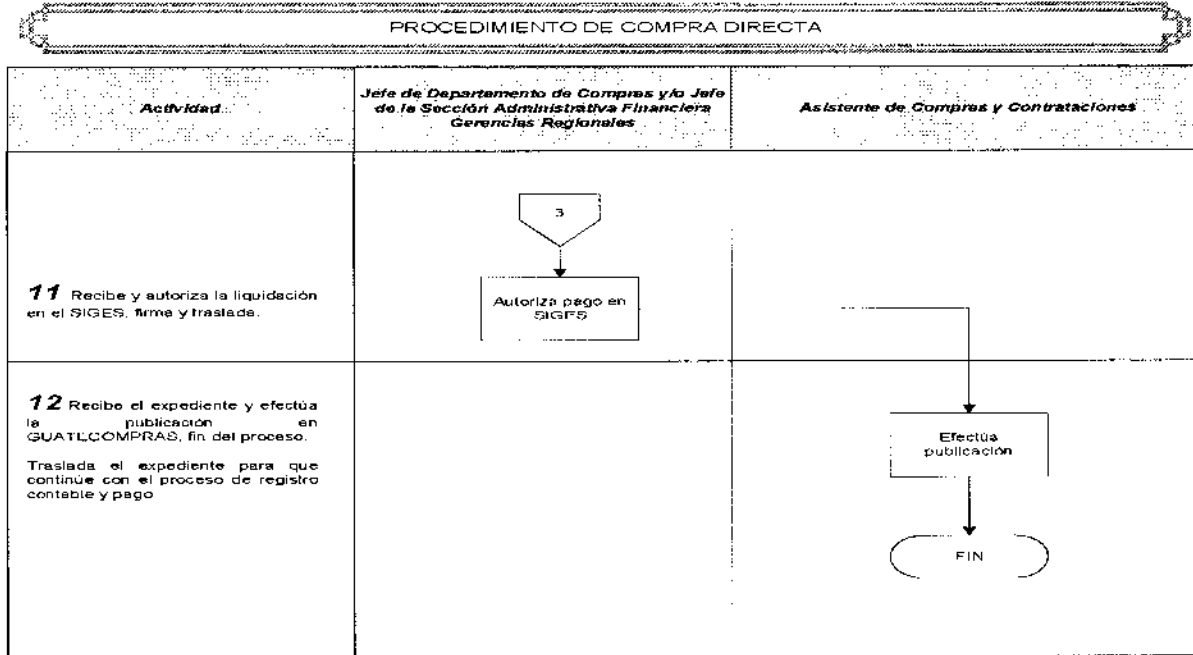 PROCEDIMIENTO DE COMPRA DIRECTA
Actividad
Jefe de Departamento de Compras y/o Jefe
de la Sección Administrativa Financiera
Gerencias Regionales
Asistente de Compras y Contrataciones
3
11 Recibe y autoriza la liquidación
en el SIGES, firma y traslada.
Autoriza pago en
SIGES
12 Recibe el expediente y efectúa
la publicación en
GUATECOMPRAS, fin del proceso.
Traslada el expediente para que
continúe con el proceso de registro
contable y pago
Efectúa
publicación
FIN